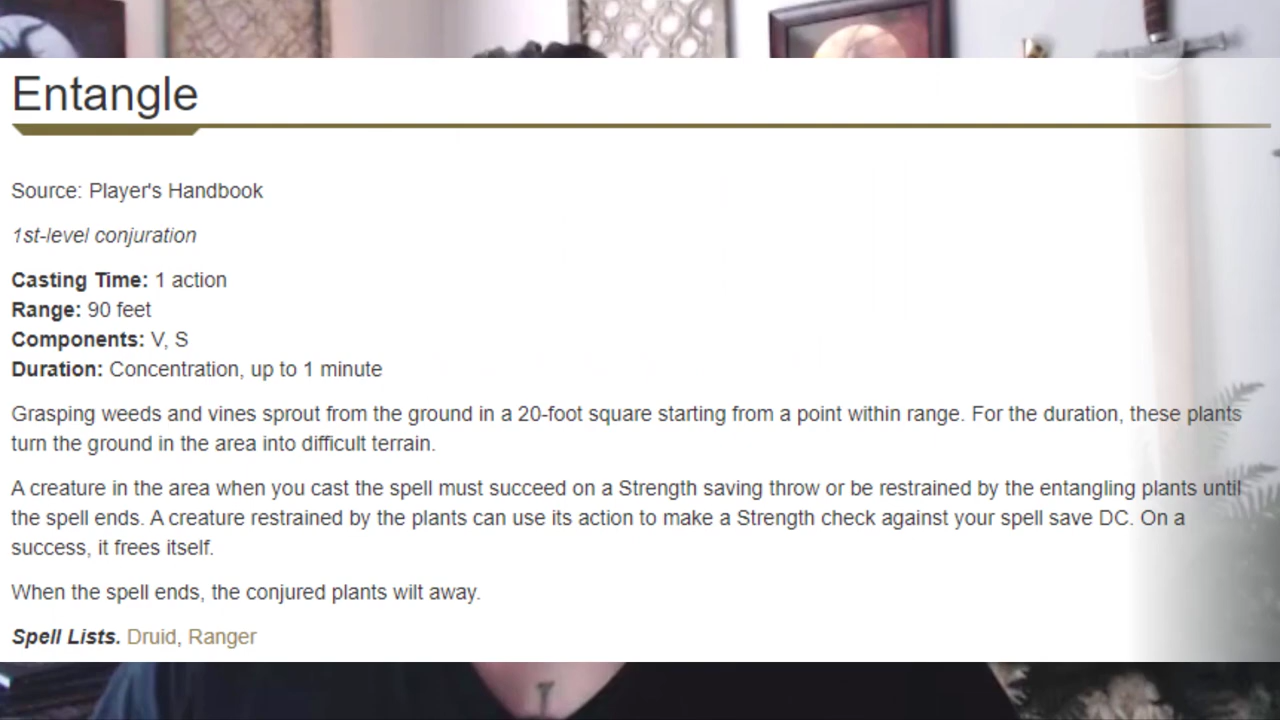 Entangle
Source: Player's Handbook
1st-level conjuration
Casting Time: 1 action
Range: 90 feet
Components: V, S
Duration: Concentration, up to 1 minute
Grasping weeds and vines sprout from the ground in a 20-foot square starting from a point within range. For the duration, these plants
turn the ground in the area into difficult terrain.
A creature in the area when you cast the spell must succeed on a Strength saving throw or be restrained by the entangling plants until
the spell ends. A creature restrained by the plants can use its action to make a Strength check against your spell save DC. On a
success, it frees itself.
When the spell ends, the conjured plants wilt away.
Spell Lists. Druid, Ranger